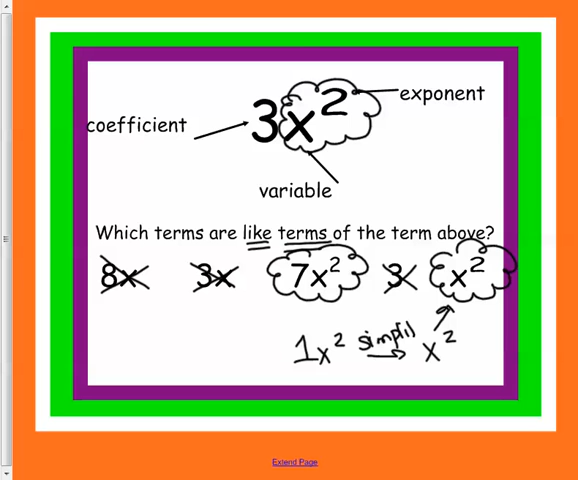 exponent
3x²
coefficient
variable
Which terms are like terms of the term above?
8x 3x 7x² 3 x²
1x² simplify x²
Extend Page